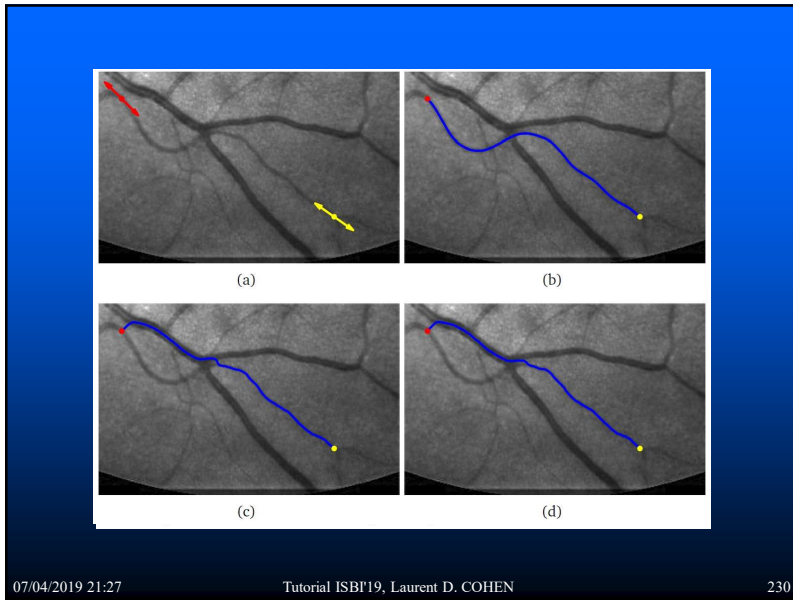 (a)
(b)
(c)
(d)
07/04/2019 21:27
Tutorial ISBI'19, Laurent D. COHEN
230